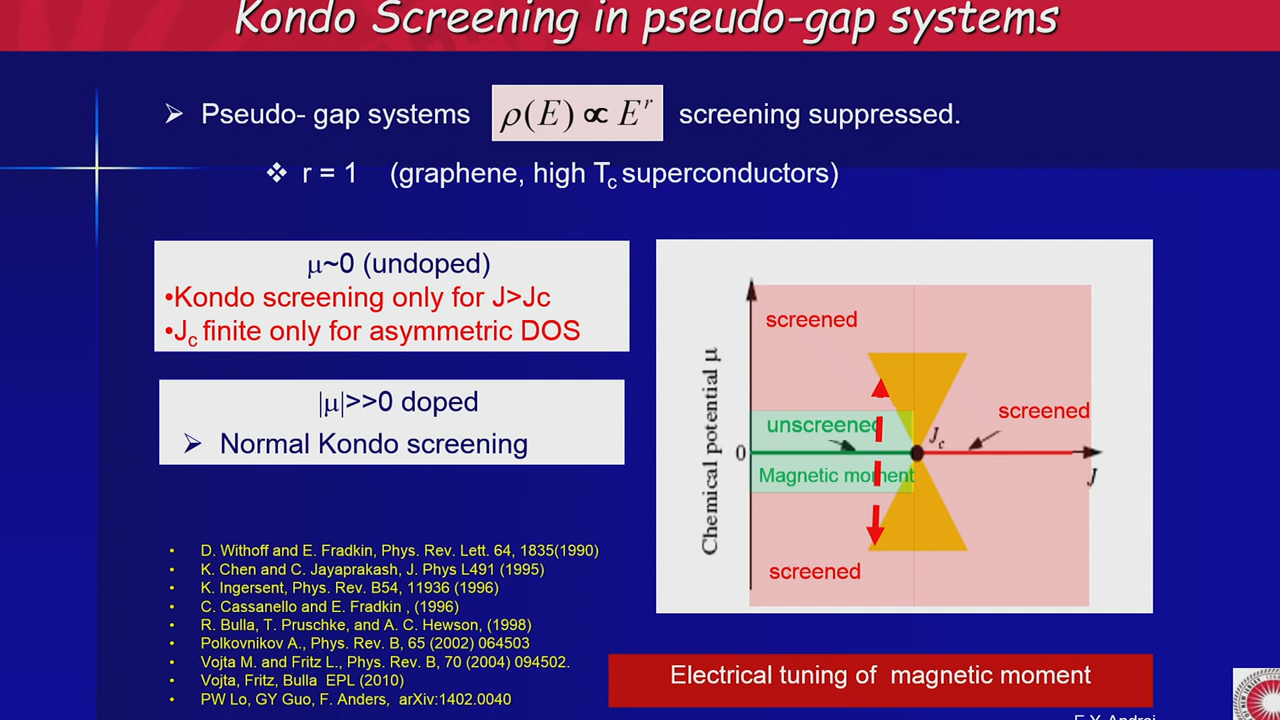 Kondo Screening in pseudo-gap systems
➢ Pseudo- gap systems ρ(E) ∝ E^r screening suppressed.
❖ r = 1 (graphene, high Tc superconductors)
μ~0 (undoped)
•Kondo screening only for J>Jc
•Jc finite only for asymmetric DOS
|μ|>>0 doped
➢ Normal Kondo screening
Chemical potential μ
screened
unscreened
Jc
screened
0
J
Magnetic moment
screened
• D. Withoff and E. Fradkin, Phys. Rev. Lett. 64, 1835(1990)
• K. Chen and C. Jayaprakash, J. Phys L491 (1995)
• K. Ingersent, Phys. Rev. B54, 11936 (1996)
• C. Cassanello and E. Fradkin , (1996)
• R. Bulla, T. Pruschke, and A. C. Hewson, (1998)
• Polkovnikov A., Phys. Rev. B, 65 (2002) 064503
• Vojta M. and Fritz L., Phys. Rev. B, 70 (2004) 094502.
• Vojta, Fritz, Bulla EPL (2010)
• PW Lo, GY Guo, F. Anders, arXiv:1402.0040
Electrical tuning of magnetic moment
E.Y. Andrei